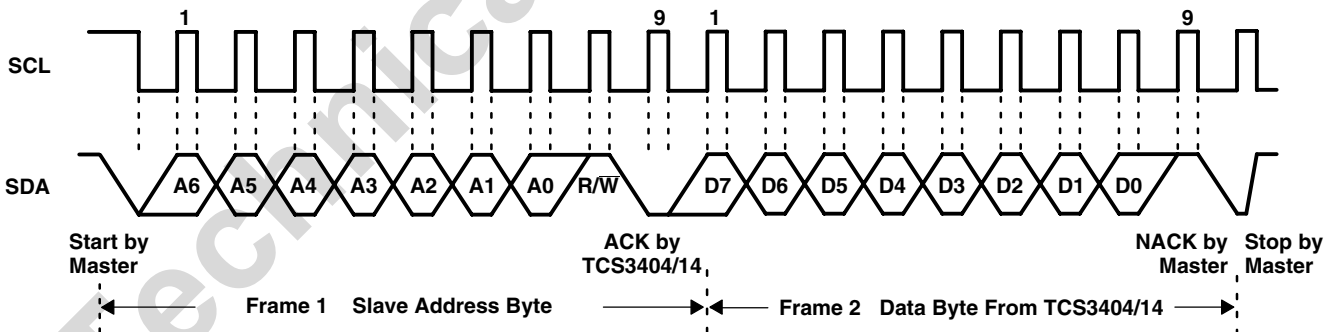 1 9 1 9
SCL
SDA
A6 A5 A4 A3 A2 A1 A0 R/W D7 D6 D5 D4 D3 D2 D1 D0
Start by
Master
ACK by
TCS3404/14
NACK by
Master
Stop by
Master
Frame 1 Slave Address Byte
Frame 2 Data Byte From TCS3404/14
Technica